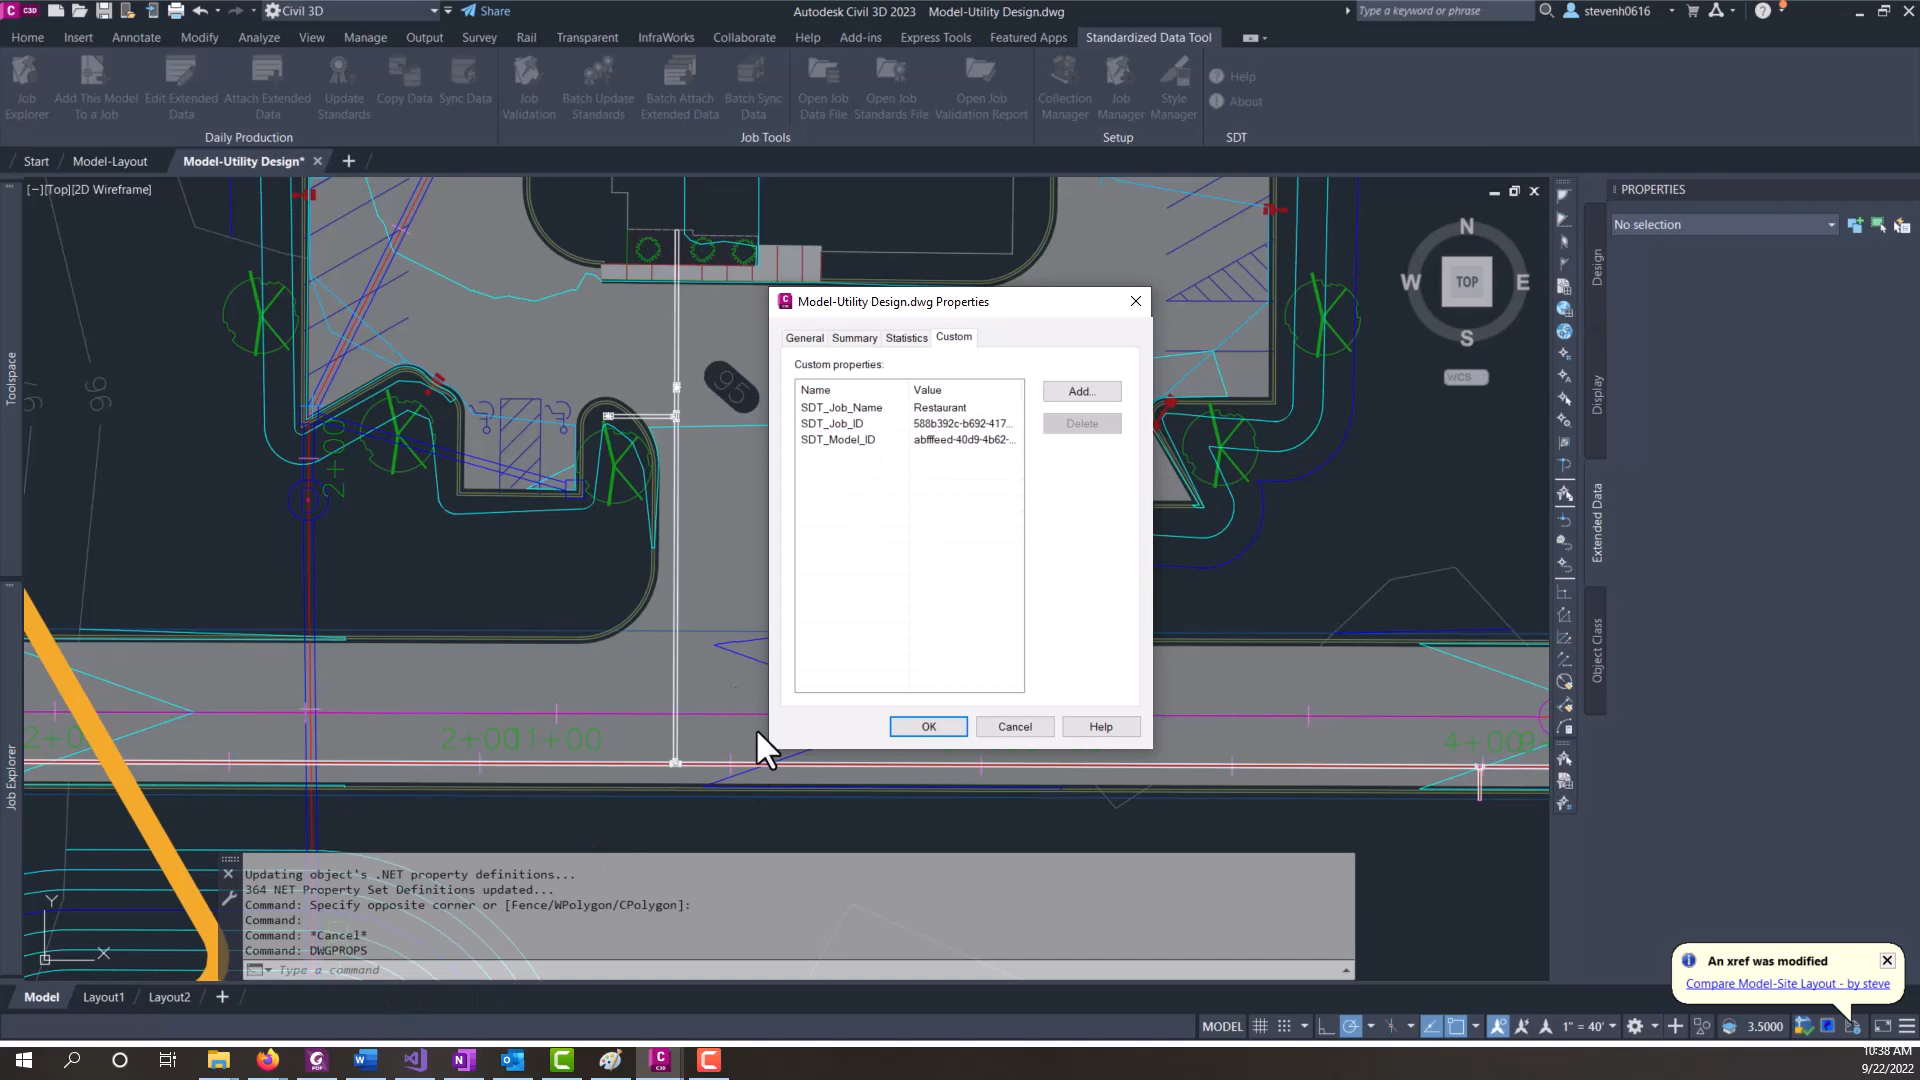 C3D
Civil 3D
Share
Autodesk Civil 3D 2023 Model-Utility Design.dwg
Type a keyword or phrase
stevenh0616
Home
Insert
Annotate
Modify
Analyze
View
Manage
Output
Survey
Rail
Transparent
InfraWorks
Collaborate
Help
Add-ins
Express Tools
Featured Apps
Standardized Data Tool
Job
Explorer
Add This Model
To a Job
Edit Extended
Data
Attach Extended
Data
Update
Standards
Copy Data
Sync Data
Job
Validation
Batch Update
Standards
Batch Attach
Extended Data
Batch Sync
Data
Open Job
Data File
Open Job
Standards File
Open Job
Validation Report
Collection
Manager
Job
Manager
Style
Manager
Help
About
Daily Production
Job Tools
Setup
SDT
Start
Model-Layout
Model-Utility Design*
[−][Top][2D Wireframe]
Toolspace
Job Explorer
96
95
2+00
N
W
TOP
E
S
WCS
PROPERTIES
No selection
Design
Display
Extended Data
Object Class
Model-Utility Design.dwg Properties
General
Summary
Statistics
Custom
Custom properties:
Name Value
SDT_Job_Name Restaurant
SDT_Job_ID 588b392c-b692-417...
SDT_Model_ID abfffeed-40d9-4b62-...
Add...
Delete
OK
Cancel
Help
Updating object's .NET property definitions...
364 NET Property Set Definitions updated...
Command: Specify opposite corner or [Fence/WPolygon/CPolygon]:
Command:
Command: *Cancel*
Command: DWGPROPS
Type a command
Y
X
An xref was modified
Compare Model-Site Layout - by steve
Model
Layout1
Layout2
MODEL
1" = 40'
3.5000
10:38 AM
9/22/2022